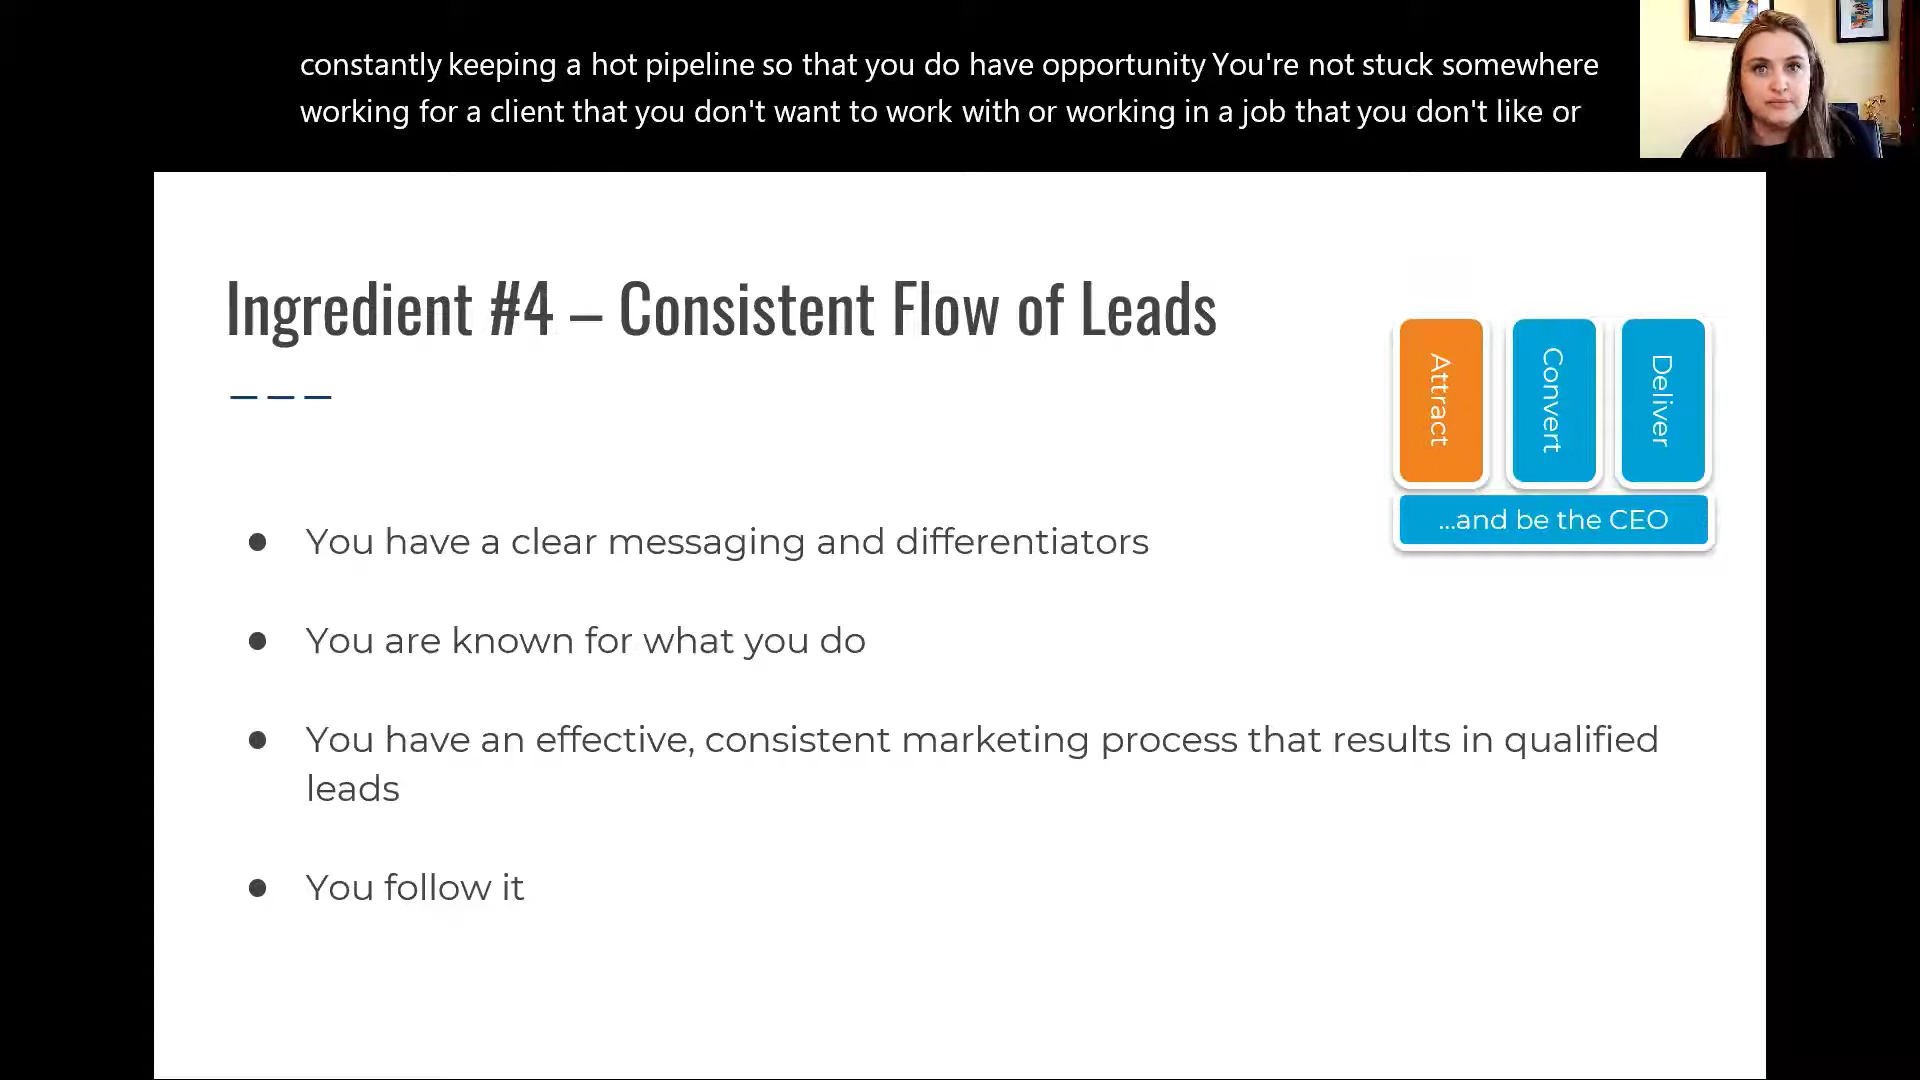 constantly keeping a hot pipeline so that you do have opportunity You're not stuck somewhere
working for a client that you don't want to work with or working in a job that you don't like or
Ingredient #4 – Consistent Flow of Leads
Attract
Convert
Deliver
...and be the CEO
● You have a clear messaging and differentiators
● You are known for what you do
● You have an effective, consistent marketing process that results in qualified
leads
● You follow it